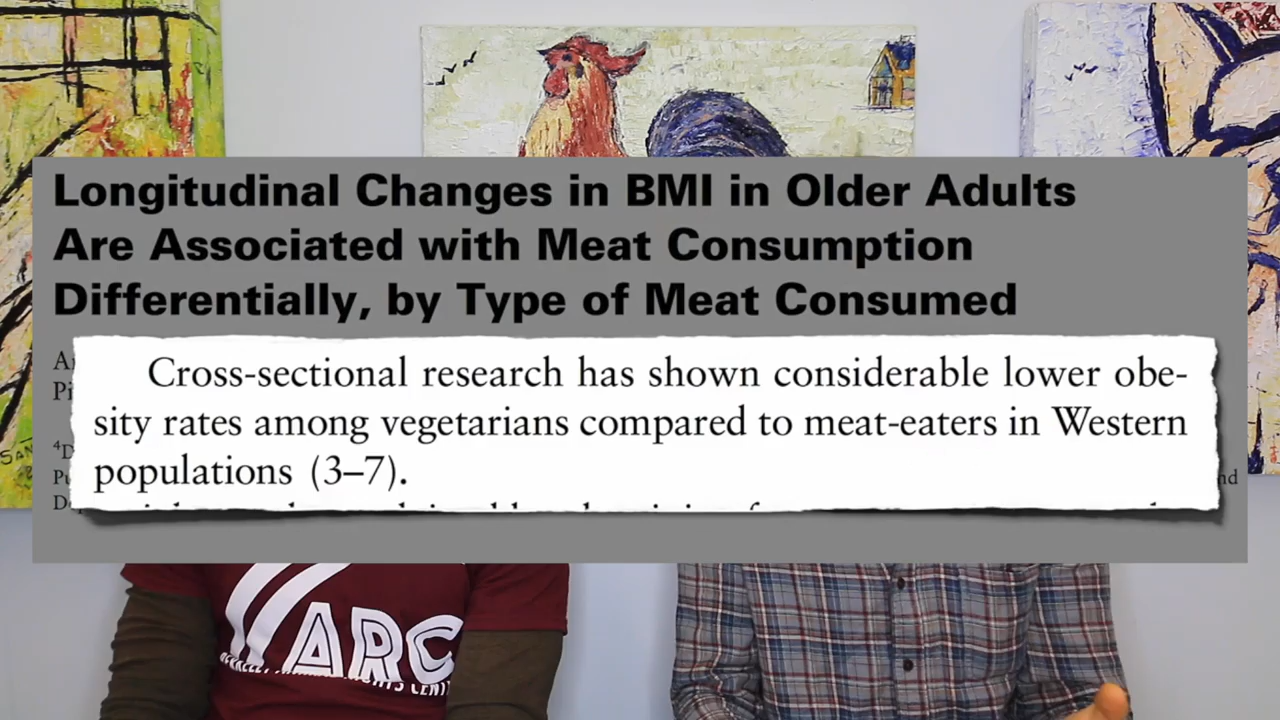 Longitudinal Changes in BMI in Older Adults
Are Associated with Meat Consumption
Differentially, by Type of Meat Consumed
Cross-sectional research has shown considerable lower obe-
sity rates among vegetarians compared to meat-eaters in Western
populations (3–7).
ARC